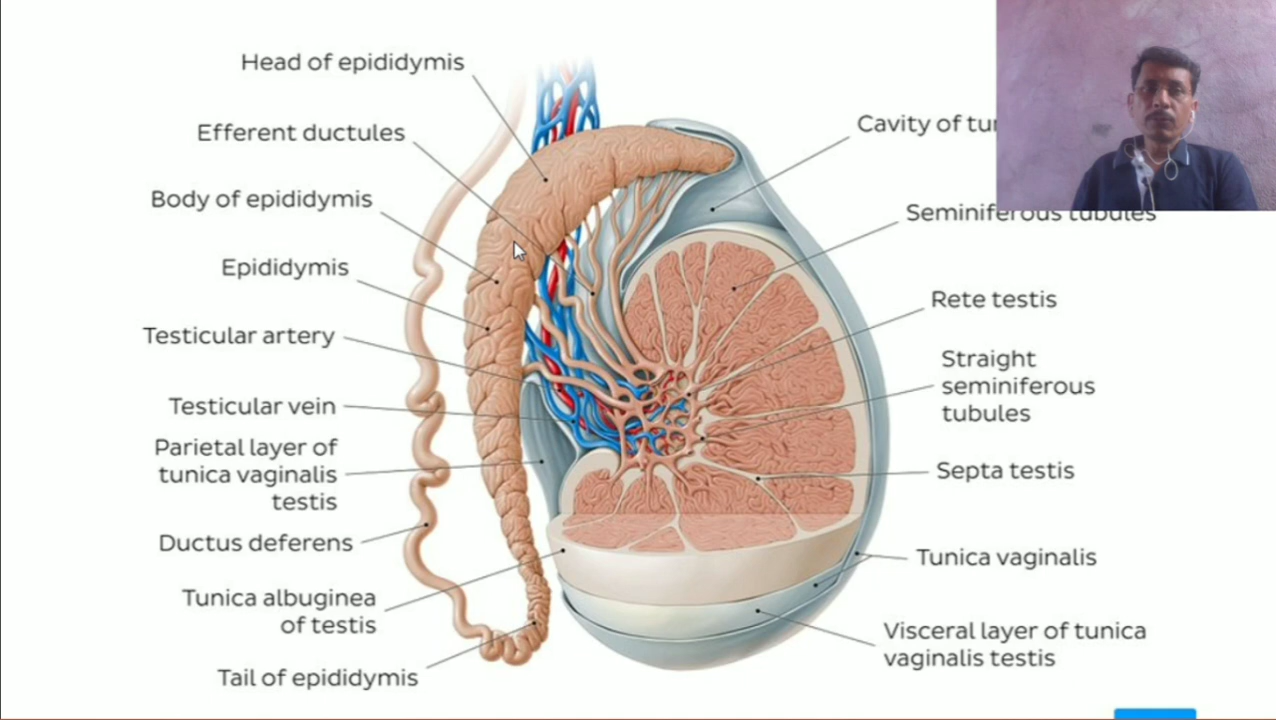 Head of epididymis
Efferent ductules
Body of epididymis
Epididymis
Testicular artery
Testicular vein
Parietal layer of
tunica vaginalis
testis
Ductus deferens
Tunica albuginea
of testis
Tail of epididymis
Cavity of
Seminiferous tubules
Rete testis
Straight
seminiferous
tubules
Septa testis
Tunica vaginalis
Visceral layer of tunica
vaginalis testis